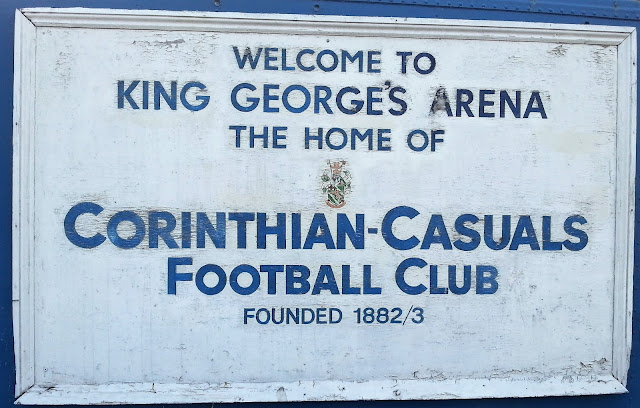 WELCOME TO
KING GEORGE'S ARENA
THE HOME OF
CORINTHIAN-CASUALS
FOOTBALL CLUB
FOUNDED 1882/3